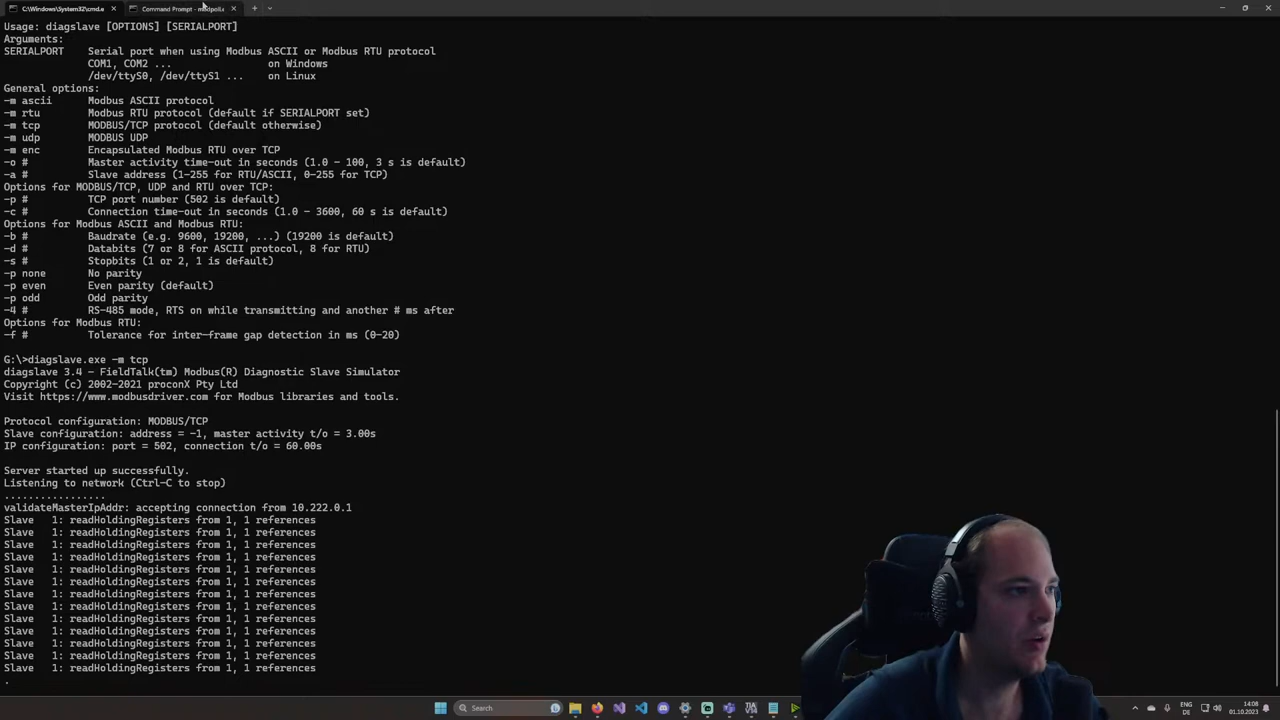 C:\Windows\System32\cmd.e
Command Prompt - modpoll.e
Usage: diagslave [OPTIONS] [SERIALPORT]
Arguments:
SERIALPORT Serial port when using Modbus ASCII or Modbus RTU protocol
COM1, COM2 ... on Windows
/dev/ttyS0, /dev/ttyS1 ... on Linux
General options:
-m ascii Modbus ASCII protocol
-m rtu Modbus RTU protocol (default if SERIALPORT set)
-m tcp MODBUS/TCP protocol (default otherwise)
-m udp MODBUS UDP
-m enc Encapsulated Modbus RTU over TCP
-o # Master activity time-out in seconds (1.0 - 100, 3 s is default)
-a # Slave address (1-255 for RTU/ASCII, 0-255 for TCP)
Options for MODBUS/TCP, UDP and RTU over TCP:
-p # TCP port number (502 is default)
-c # Connection time-out in seconds (1.0 - 3600, 60 s is default)
Options for Modbus ASCII and Modbus RTU:
-b # Baudrate (e.g. 9600, 19200, ...) (19200 is default)
-d # Databits (7 or 8 for ASCII protocol, 8 for RTU)
-s # Stopbits (1 or 2, 1 is default)
-p none No parity
-p even Even parity (default)
-p odd Odd parity
-4 # RS-485 mode, RTS on while transmitting and another # ms after
Options for Modbus RTU:
-f # Tolerance for inter-frame gap detection in ms (0-20)
G:\>diagslave.exe -m tcp
diagslave 3.4 - FieldTalk(tm) Modbus(R) Diagnostic Slave Simulator
Copyright (c) 2002-2021 proconX Pty Ltd
Visit https://www.modbusdriver.com for Modbus libraries and tools.
Protocol configuration: MODBUS/TCP
Slave configuration: address = -1, master activity t/o = 3.00s
IP configuration: port = 502, connection t/o = 60.00s
Server started up successfully.
Listening to network (Ctrl-C to stop)
.................
validateMasterIpAddr: accepting connection from 10.222.0.1
Slave 1: readHoldingRegisters from 1, 1 references
Slave 1: readHoldingRegisters from 1, 1 references
Slave 1: readHoldingRegisters from 1, 1 references
Slave 1: readHoldingRegisters from 1, 1 references
Slave 1: readHoldingRegisters from 1, 1 references
Slave 1: readHoldingRegisters from 1, 1 references
Slave 1: readHoldingRegisters from 1, 1 references
Slave 1: readHoldingRegisters from 1, 1 references
Slave 1: readHoldingRegisters from 1, 1 references
Slave 1: readHoldingRegisters from 1, 1 references
Slave 1: readHoldingRegisters from 1, 1 references
Slave 1: readHoldingRegisters from 1, 1 references
Slave 1: readHoldingRegisters from 1, 1 references
.
Search
ENG
DE
14:08
01.10.2023